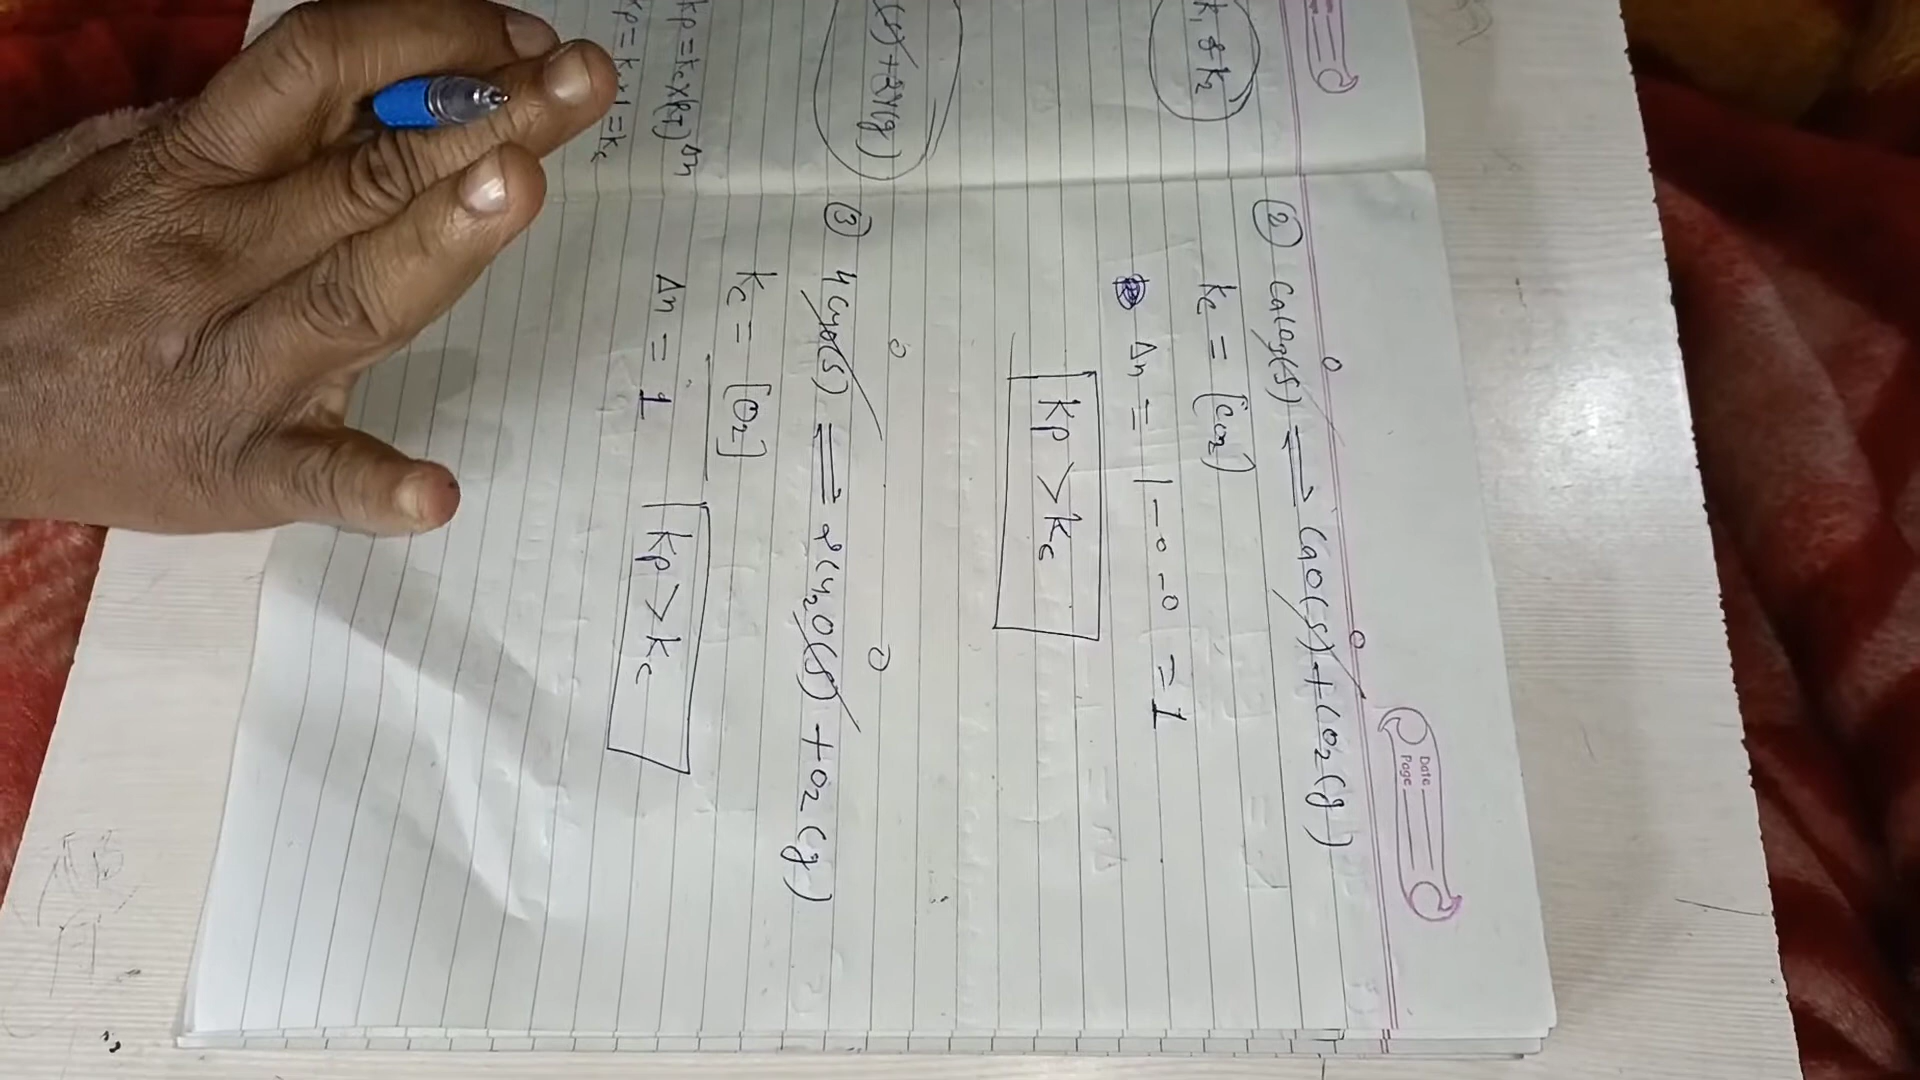 K₁ & K₂
(s) + 2Y(g)
Kp = Kc × (RT)Δn
Kp = Kc × 1 = Kc
Date
Page
② CaCO₃(s) ⇌ CaO(s) + CO₂(g)
Kc = [CO₂]
Δn = 1 - 0 - 0 = 1
Kp > Kc
③ 4CuO(s) ⇌ 2Cu₂O(s) + O₂(g)
Kc = [O₂]
Δn = 1
Kp > Kc